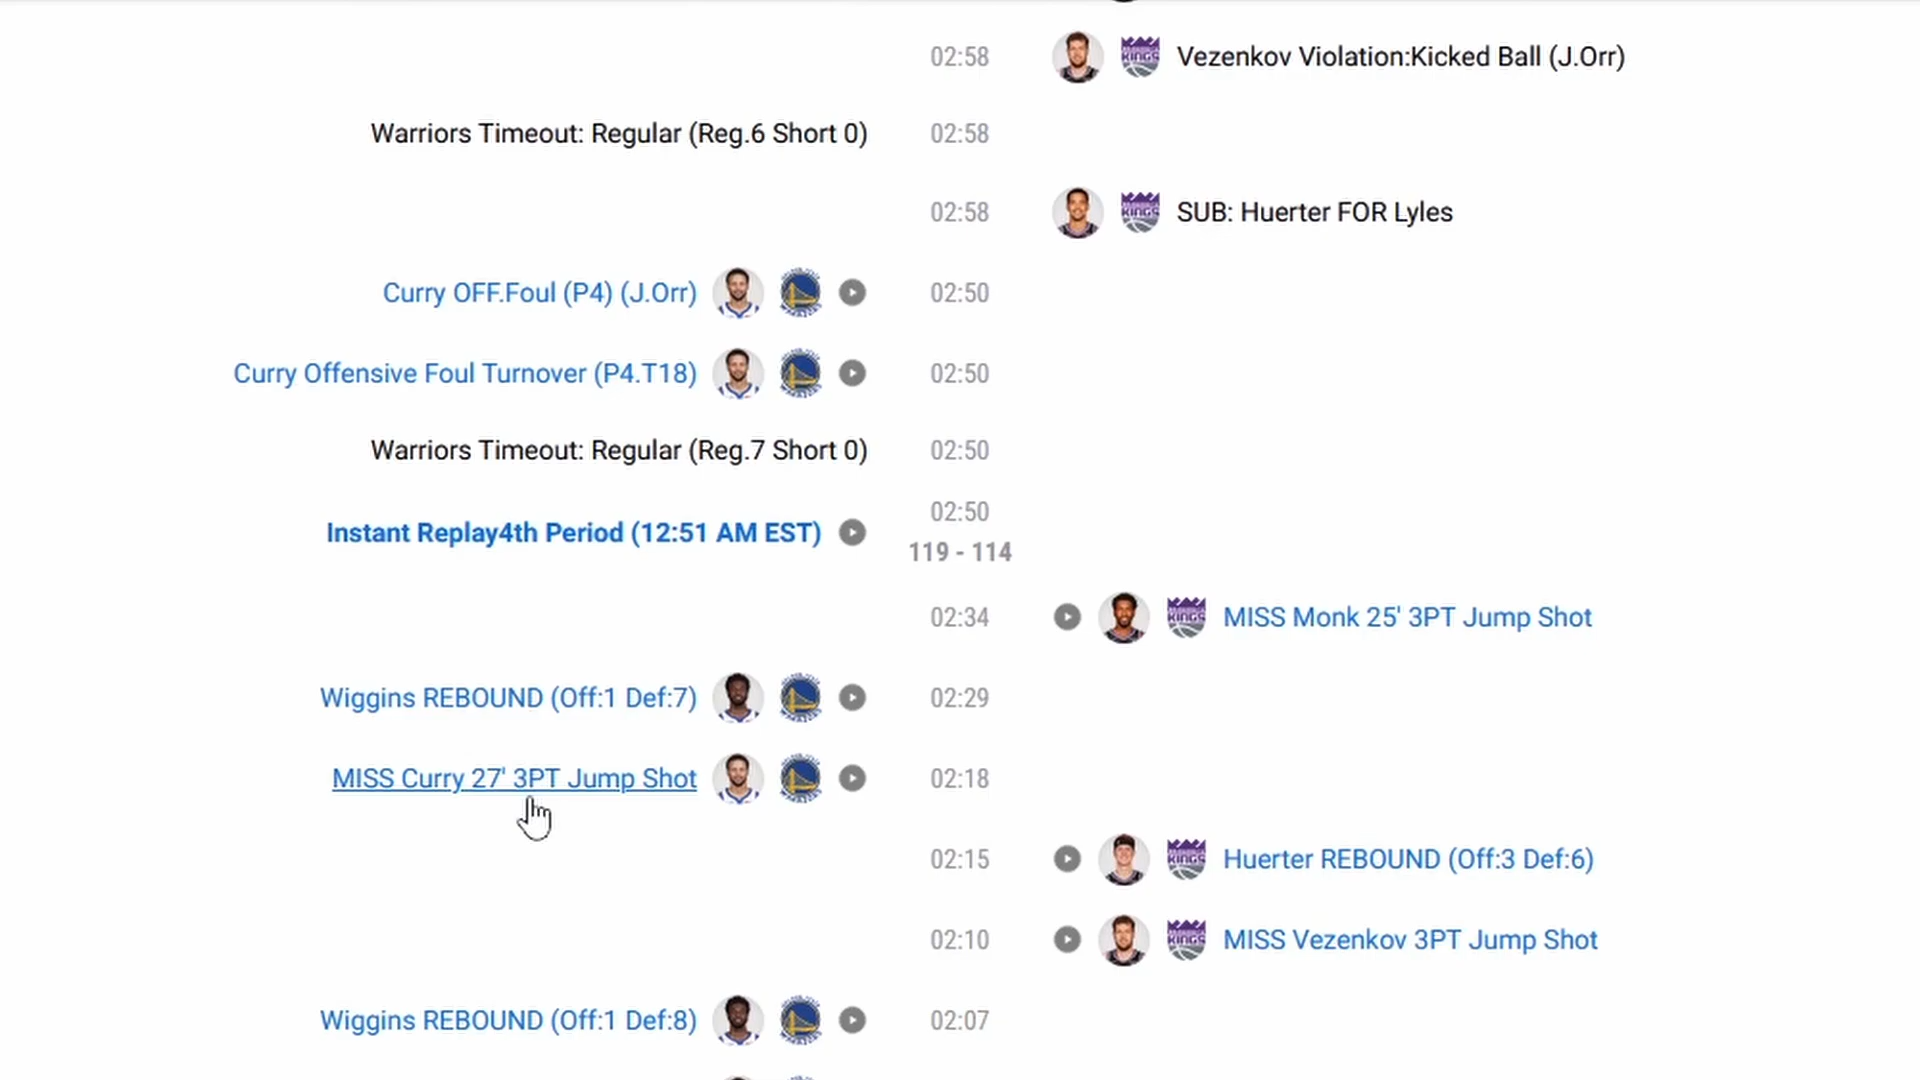 02:58 Vezenkov Violation:Kicked Ball (J.Orr)
Warriors Timeout: Regular (Reg.6 Short 0) 02:58
02:58 SUB: Huerter FOR Lyles
Curry OFF.Foul (P4) (J.Orr) 02:50
Curry Offensive Foul Turnover (P4.T18) 02:50
Warriors Timeout: Regular (Reg.7 Short 0) 02:50
Instant Replay4th Period (12:51 AM EST) 02:50
119 - 114
02:34 MISS Monk 25' 3PT Jump Shot
Wiggins REBOUND (Off:1 Def:7) 02:29
MISS Curry 27' 3PT Jump Shot 02:18
02:15 Huerter REBOUND (Off:3 Def:6)
02:10 MISS Vezenkov 3PT Jump Shot
Wiggins REBOUND (Off:1 Def:8) 02:07